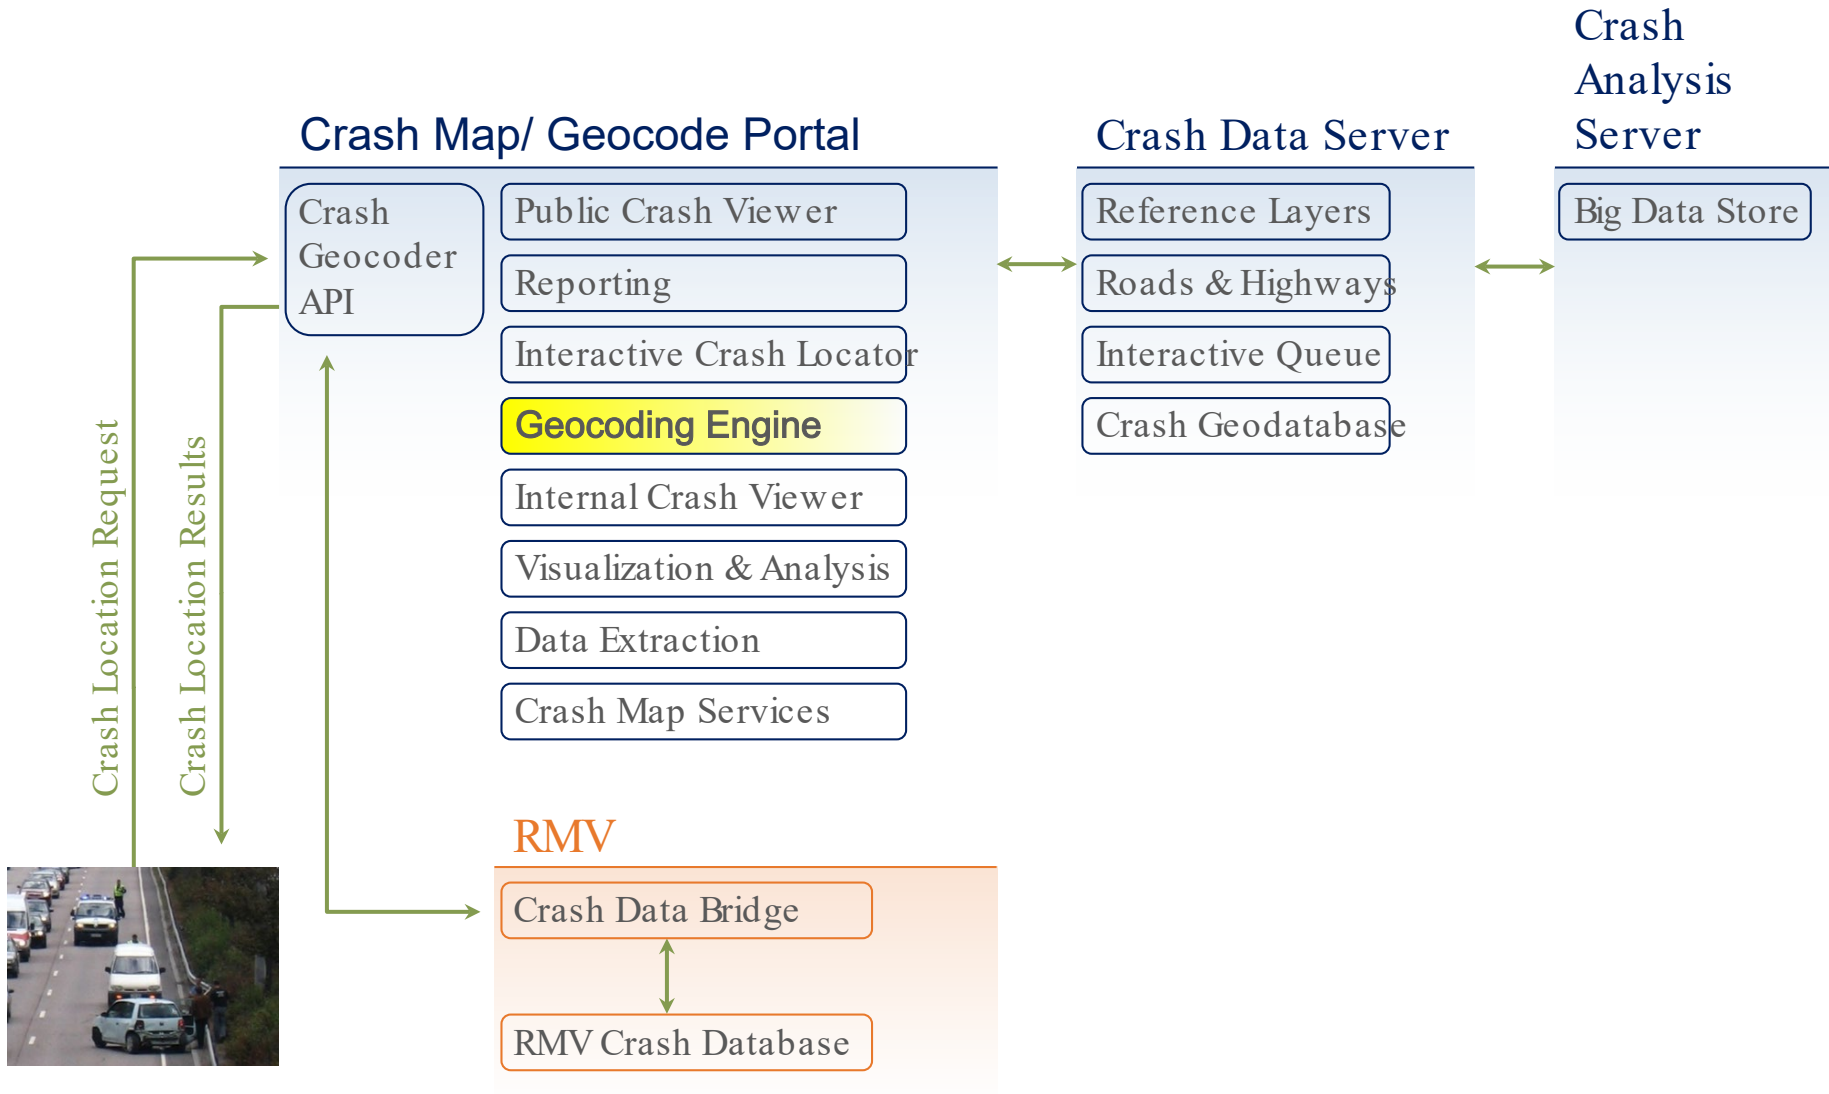 Crash
Analysis
Server
Crash Map/ Geocode Portal
Crash Data Server
Crash
Geocoder
API
Public Crash Viewer
Reporting
Interactive Crash Locator
Geocoding Engine
Internal Crash Viewer
Visualization & Analysis
Data Extraction
Crash Map Services
Reference Layers
Roads & Highways
Interactive Queue
Crash Geodatabase
Big Data Store
Crash Location Request
Crash Location Results
RMV
Crash Data Bridge
RMV Crash Database